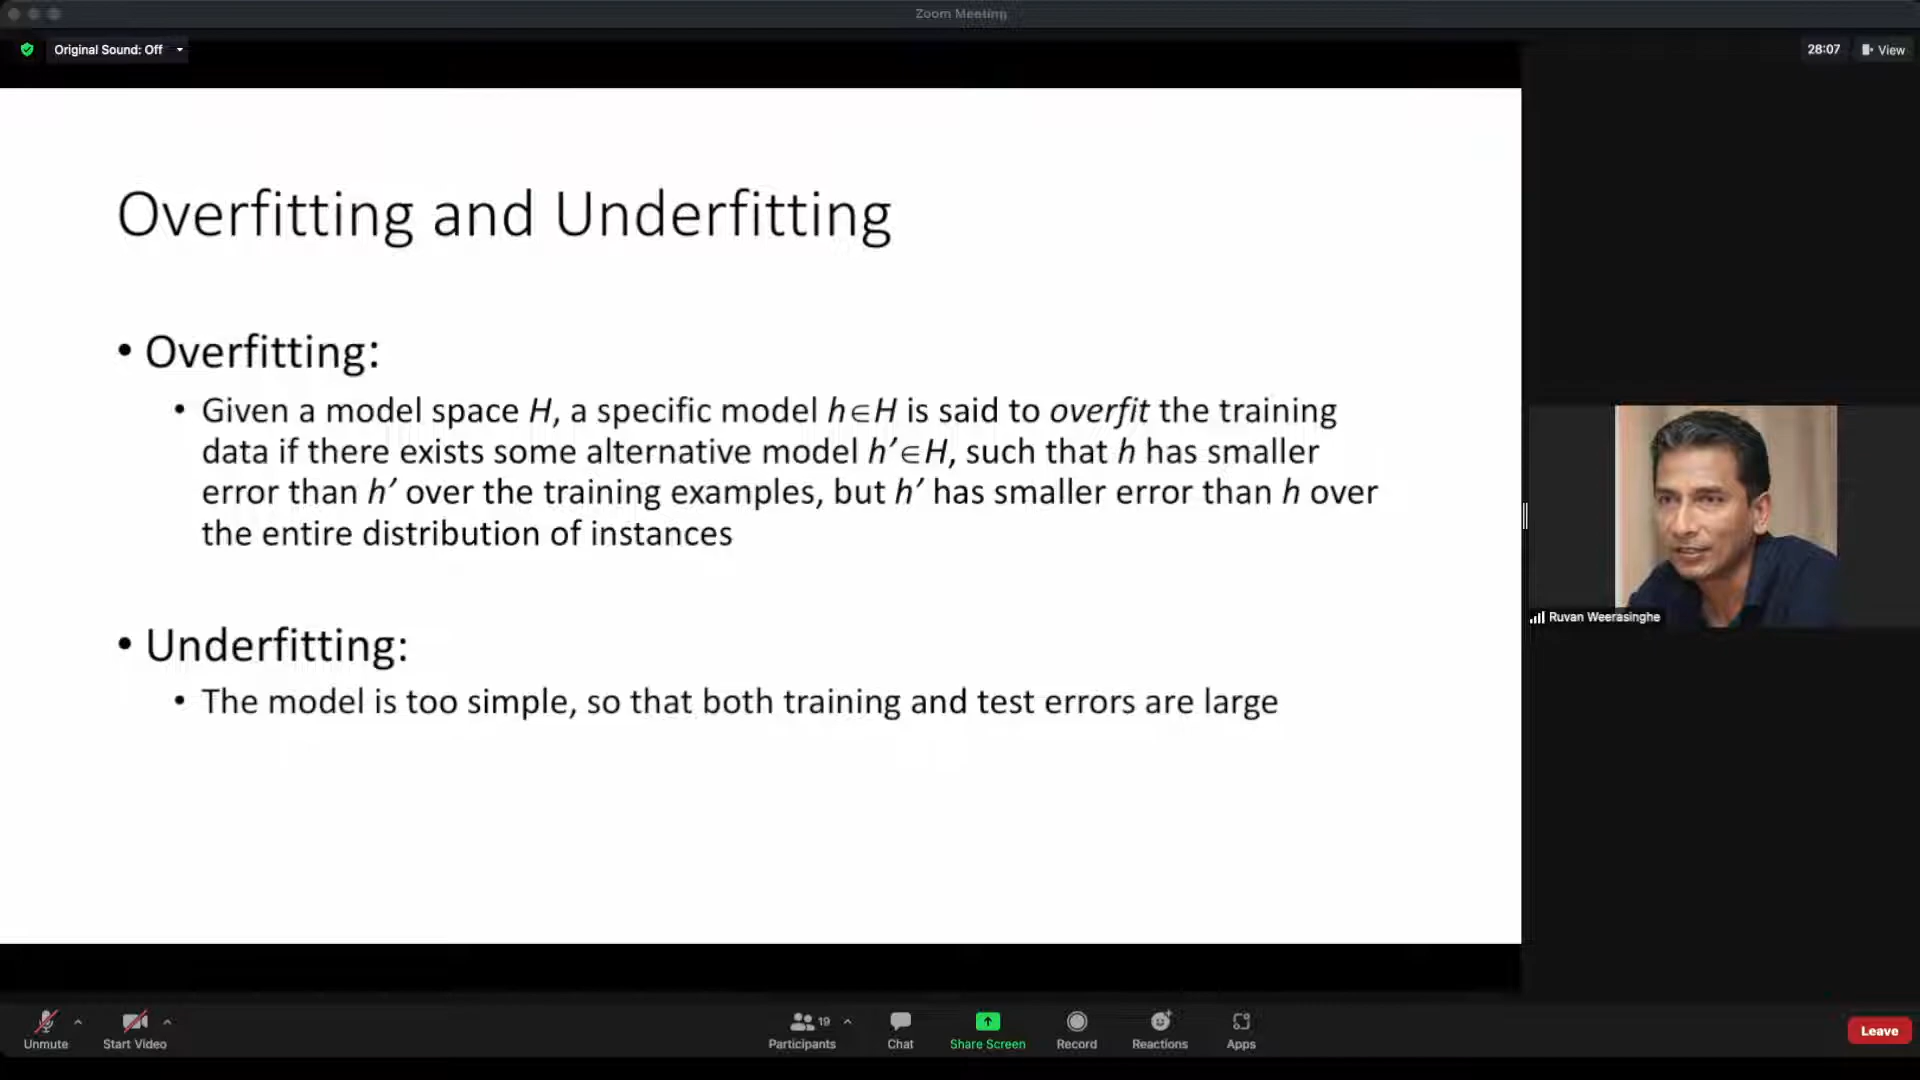 Zoom Meeting
Original Sound: Off
28:07
View
Overfitting and Underfitting
• Overfitting:
• Given a model space H, a specific model h∈H is said to overfit the training
data if there exists some alternative model h′∈H, such that h has smaller
error than h′ over the training examples, but h′ has smaller error than h over
the entire distribution of instances
• Underfitting:
• The model is too simple, so that both training and test errors are large
Ruvan Weerasinghe
Unmute
Start Video
19
Participants
Chat
Share Screen
Record
Reactions
Apps
Leave